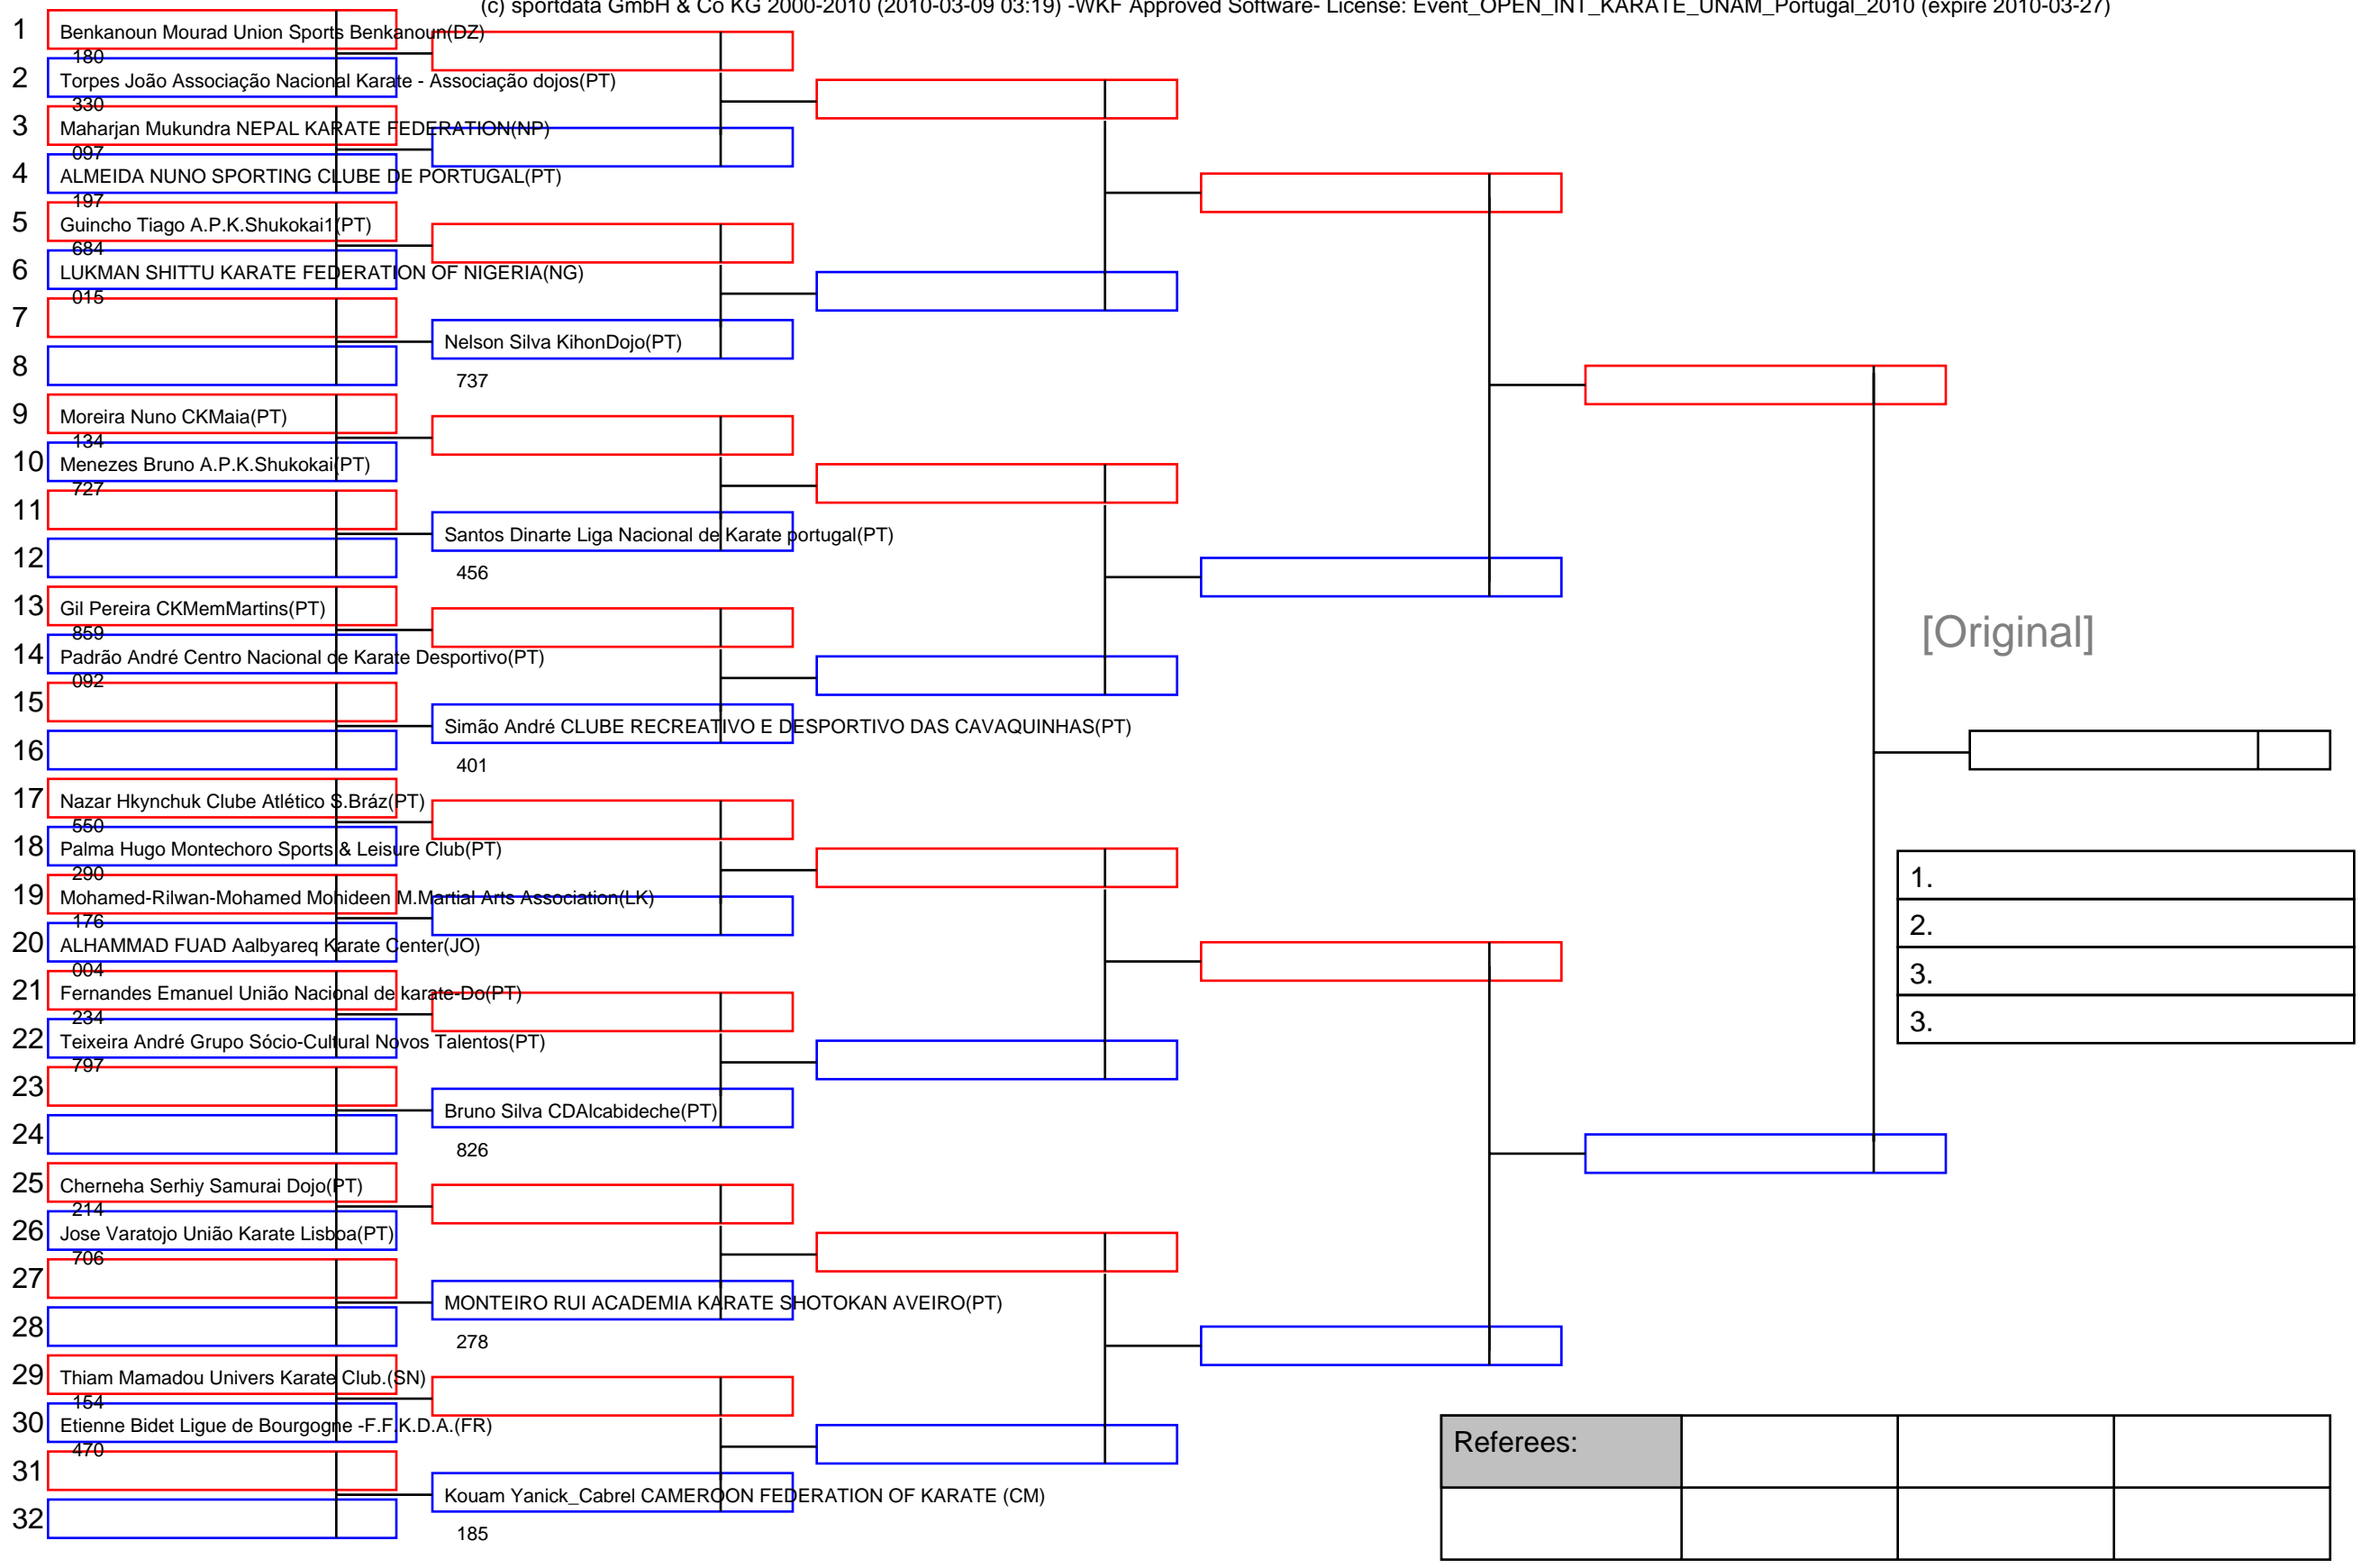 (c) sportdata GmbH & Co KG 2000-2010 (2010-03-09 03:19) -WKF Approved Software- License: Event_OPEN_INT_KARATE_UNAM_Portugal_2010 (expire 2010-03-27)
1 Benkanoun Mourad Union Sports Benkanoun(DZ)
180
2 Torpes João Associação Nacional Karate - Associação dojos(PT)
330
3 Maharjan Mukundra NEPAL KARATE FEDERATION(NP)
097
4 ALMEIDA NUNO SPORTING CLUBE DE PORTUGAL(PT)
197
5 Guincho Tiago A.P.K.Shukokai1(PT)
684
6 LUKMAN SHITTU KARATE FEDERATION OF NIGERIA(NG)
015
7
Nelson Silva KihonDojo(PT)
8
737
9 Moreira Nuno CKMaia(PT)
134
10 Menezes Bruno A.P.K.Shukokai(PT)
727
11
Santos Dinarte Liga Nacional de Karate portugal(PT)
12
456
13 Gil Pereira CKMemMartins(PT)
859
[Original]
14 Padrão André Centro Nacional de Karate Desportivo(PT)
092
15
Simão André CLUBE RECREATIVO E DESPORTIVO DAS CAVAQUINHAS(PT)
16
401
17 Nazar Hkynchuk Clube Atlético S.Bráz(PT)
550
18 Palma Hugo Montechoro Sports & Leisure Club(PT)
290
19 Mohamed-Rilwan-Mohamed Mohideen M.Martial Arts Association(LK)
176
20 ALHAMMAD FUAD Aalbyareq Karate Center(JO)
004
21 Fernandes Emanuel União Nacional de karate-Do(PT)
234
22 Teixeira André Grupo Sócio-Cultural Novos Talentos(PT)
797
1.
2.
3.
3.
23
Bruno Silva CDAlcabideche(PT)
24
826
25 Cherneha Serhiy Samurai Dojo(PT)
214
26 Jose Varatojo União Karate Lisboa(PT)
706
27
MONTEIRO RUI ACADEMIA KARATE SHOTOKAN AVEIRO(PT)
28
278
29 Thiam Mamadou Univers Karate Club.(SN)
154
30 Etienne Bidet Ligue de Bourgogne -F.F.K.D.A.(FR)
470
Referees:
31
Kouam Yanick_Cabrel CAMEROON FEDERATION OF KARATE (CM)
32
185